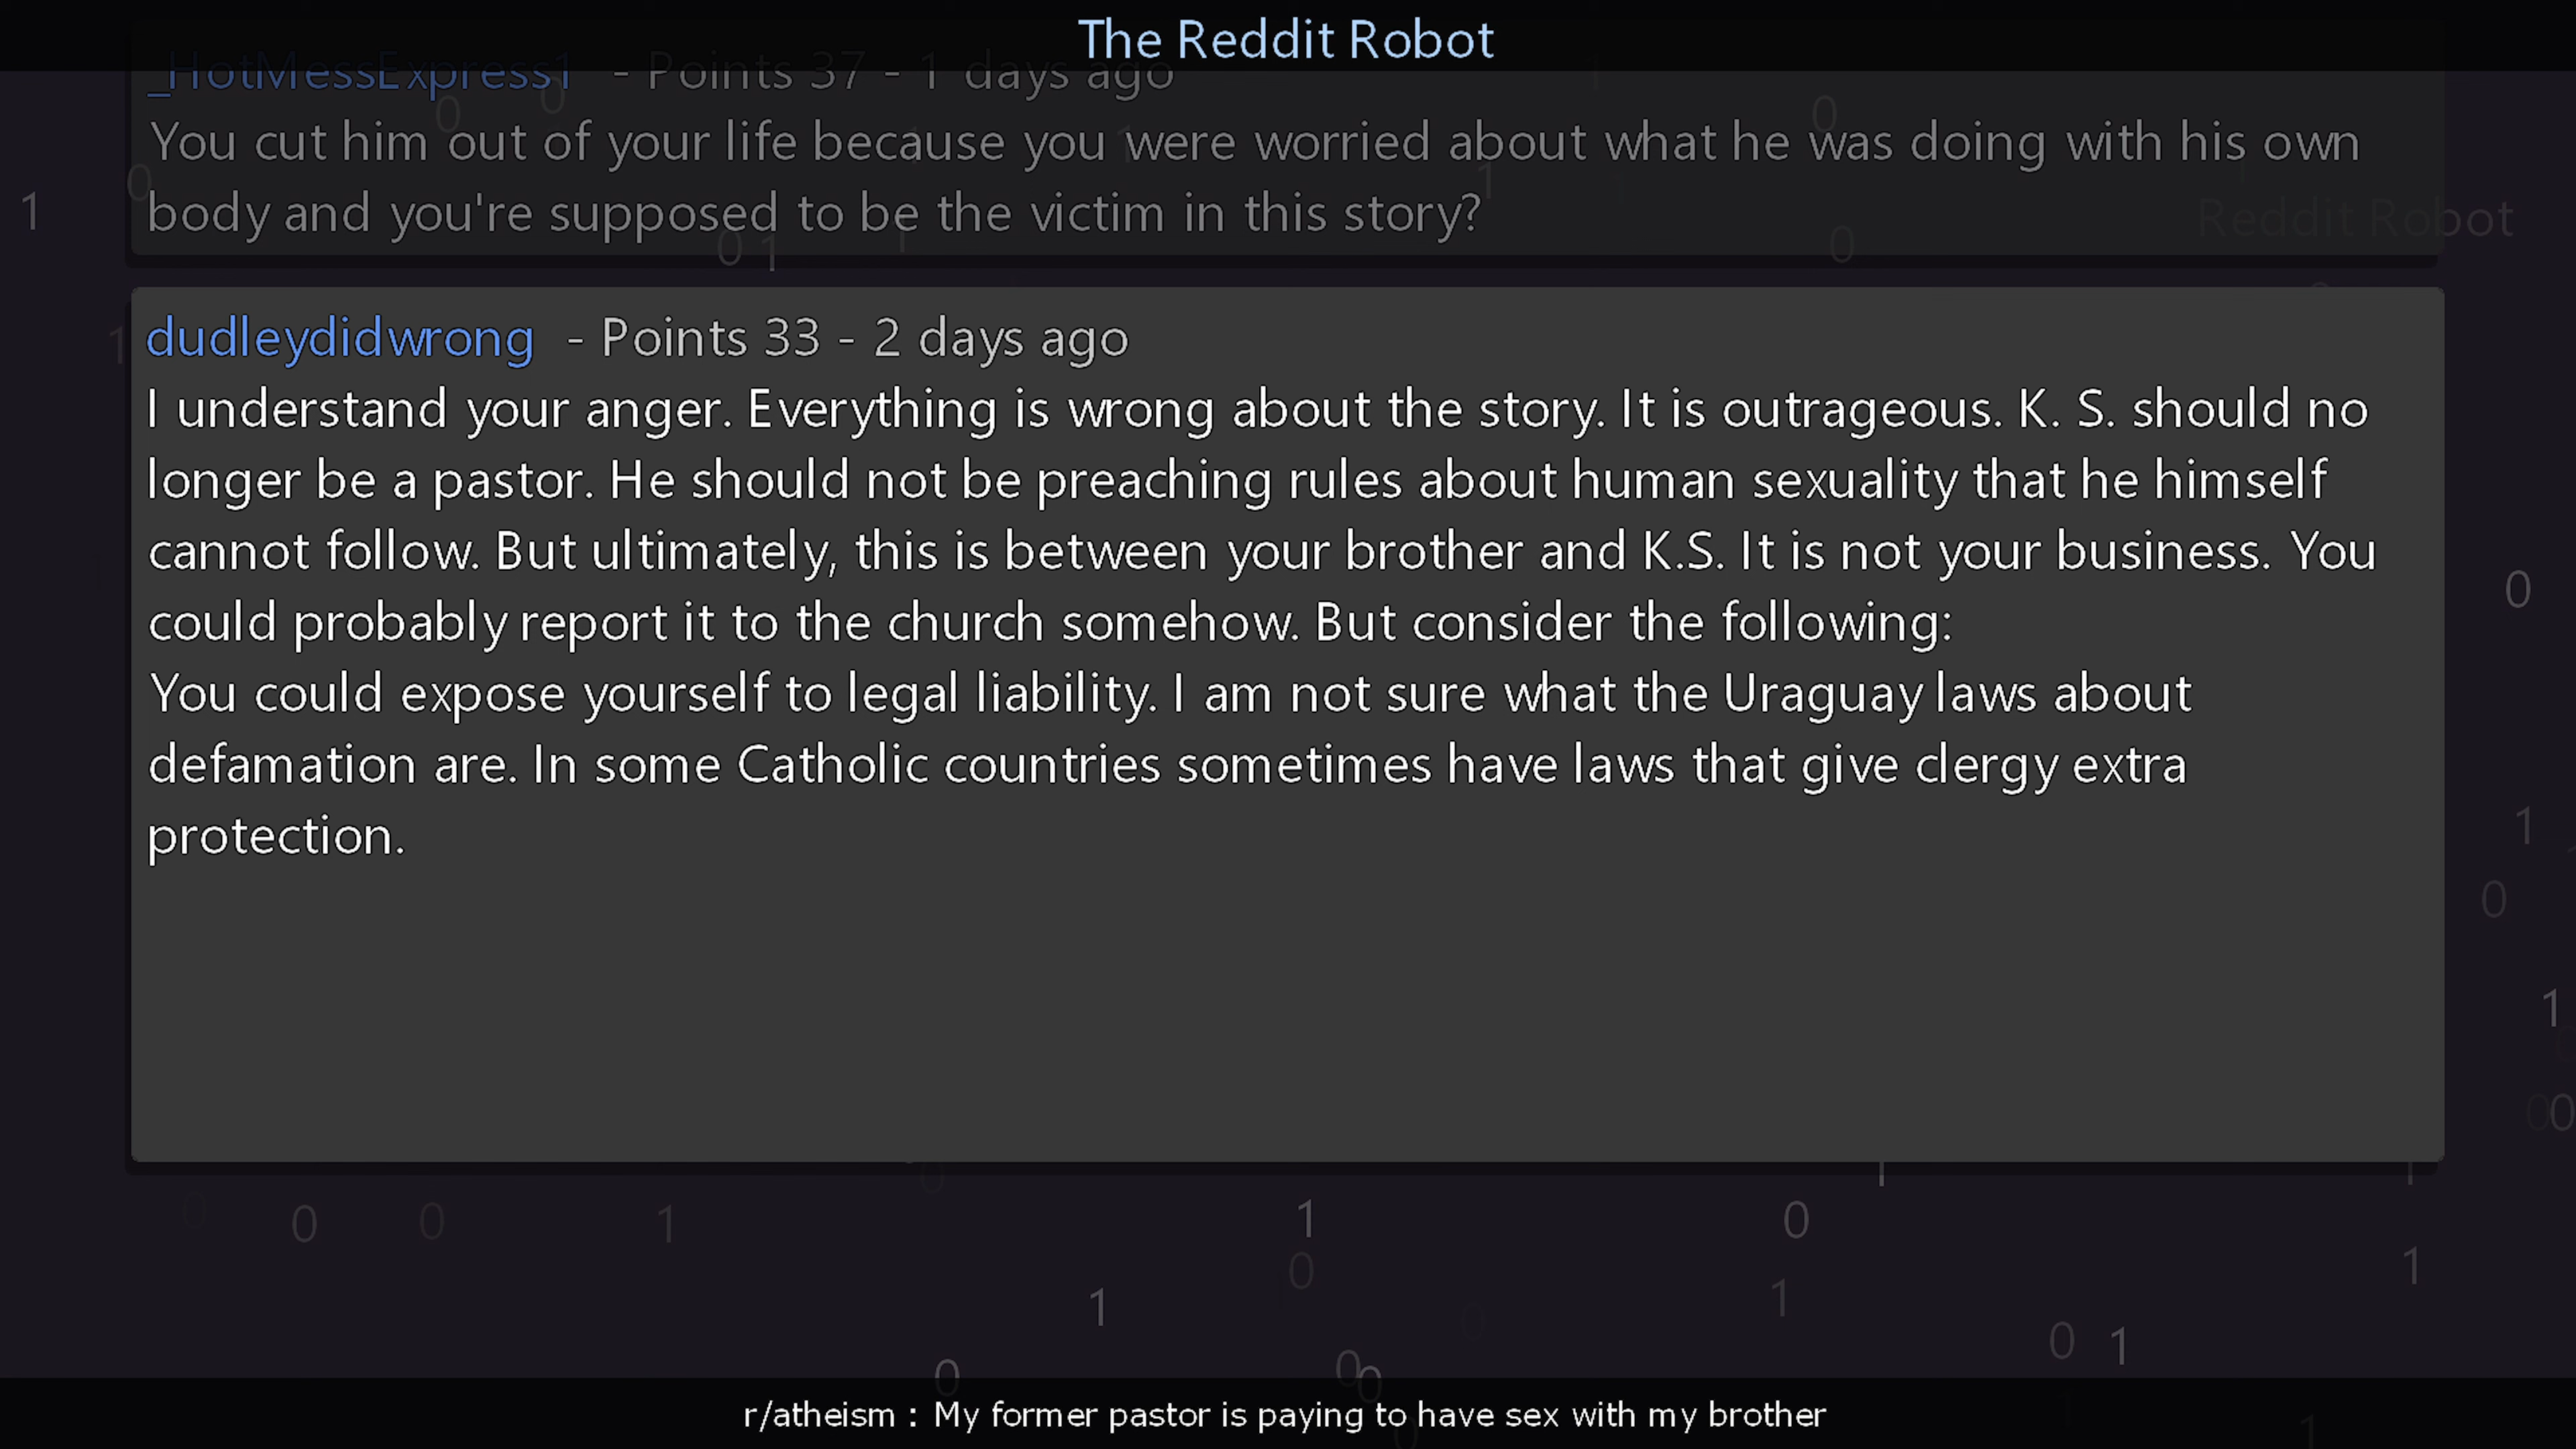 The Reddit Robot
_HotMessExpress1 - Points 37 - 1 days ago
You cut him out of your life because you were worried about what he was doing with his own
body and you're supposed to be the victim in this story?
Reddit Robot
dudleydidwrong - Points 33 - 2 days ago
I understand your anger. Everything is wrong about the story. It is outrageous. K. S. should no
longer be a pastor. He should not be preaching rules about human sexuality that he himself
cannot follow. But ultimately, this is between your brother and K.S. It is not your business. You
could probably report it to the church somehow. But consider the following:
You could expose yourself to legal liability. I am not sure what the Uraguay laws about
defamation are. In some Catholic countries sometimes have laws that give clergy extra
protection.
r/atheism : My former pastor is paying to have sex with my brother